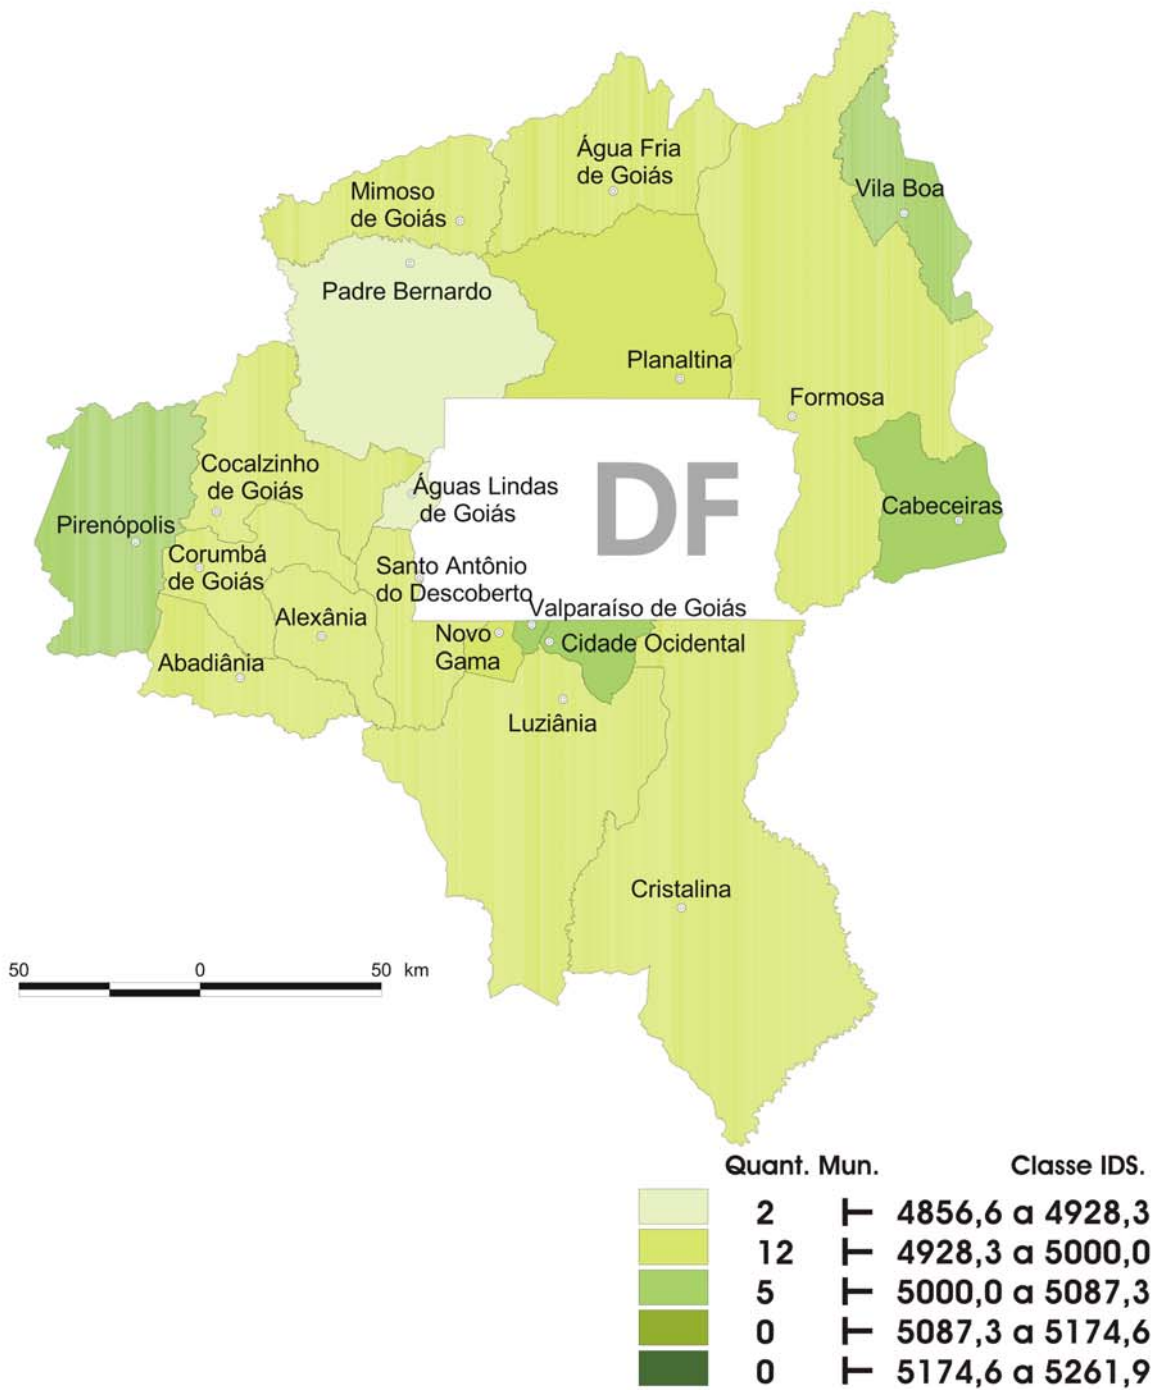 Água Fria
de Goiás
Mimoso
de Goiás
Vila Boa
Padre Bernardo
Planaltina
Formosa
Cocalzinho
de Goiás
Águas Lindas
de Goiás
DF
Cabeceiras
Pirenópolis
Corumbá
de Goiás
Santo Antônio
do Descoberto
Alexânia
Valparaíso de Goiás
Novo
Gama
Cidade Ocidental
Abadiânia
Luziânia
Cristalina
50 0 50 km
Quant. Mun. Classe IDS.
2 ⊢ 4856,6 a 4928,3
12 ⊢ 4928,3 a 5000,0
5 ⊢ 5000,0 a 5087,3
0 ⊢ 5087,3 a 5174,6
0 ⊢ 5174,6 a 5261,9